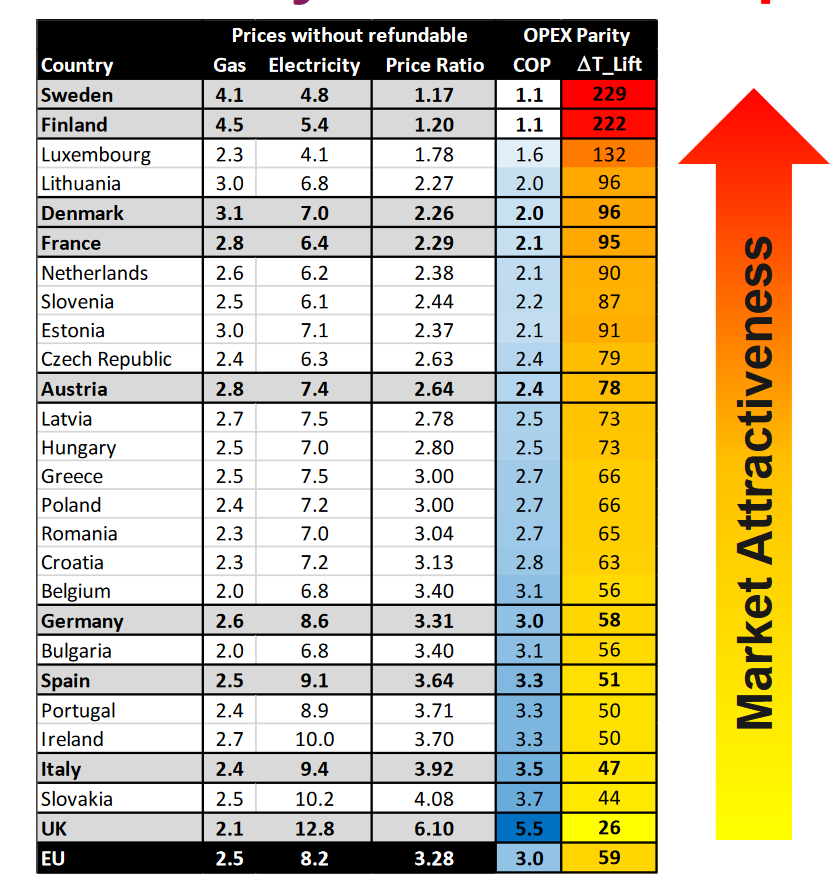 Prices without refundable OPEX Parity
Country Gas Electricity Price Ratio COP ΔT_Lift
Sweden 4.1 4.8 1.17 1.1 229
Finland 4.5 5.4 1.20 1.1 222
Luxembourg 2.3 4.1 1.78 1.6 132
Lithuania 3.0 6.8 2.27 2.0 96
Denmark 3.1 7.0 2.26 2.0 96
France 2.8 6.4 2.29 2.1 95
Netherlands 2.6 6.2 2.38 2.1 90
Slovenia 2.5 6.1 2.44 2.2 87
Estonia 3.0 7.1 2.37 2.1 91
Czech Republic 2.4 6.3 2.63 2.4 79
Austria 2.8 7.4 2.64 2.4 78
Latvia 2.7 7.5 2.78 2.5 73
Hungary 2.5 7.0 2.80 2.5 73
Greece 2.5 7.5 3.00 2.7 66
Poland 2.4 7.2 3.00 2.7 66
Romania 2.3 7.0 3.04 2.7 65
Croatia 2.3 7.2 3.13 2.8 63
Belgium 2.0 6.8 3.40 3.1 56
Germany 2.6 8.6 3.31 3.0 58
Bulgaria 2.0 6.8 3.40 3.1 56
Spain 2.5 9.1 3.64 3.3 51
Portugal 2.4 8.9 3.71 3.3 50
Ireland 2.7 10.0 3.70 3.3 50
Italy 2.4 9.4 3.92 3.5 47
Slovakia 2.5 10.2 4.08 3.7 44
UK 2.1 12.8 6.10 5.5 26
EU 2.5 8.2 3.28 3.0 59
Market Attractiveness